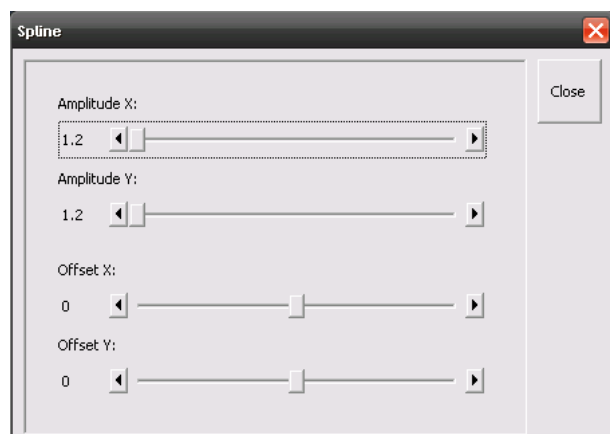 Spline
Close
Amplitude X:
1.2
Amplitude Y:
1.2
Offset X:
0
Offset Y:
0